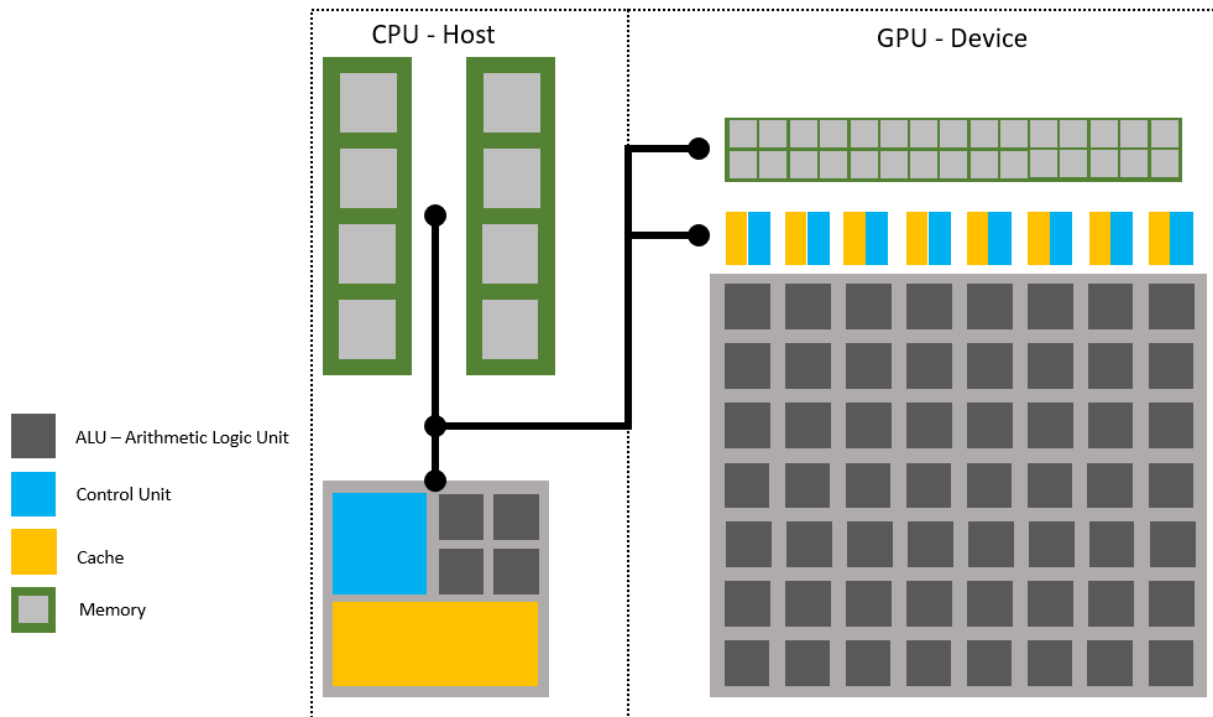 CPU - Host
GPU - Device
ALU – Arithmetic Logic Unit
Control Unit
Cache
Memory